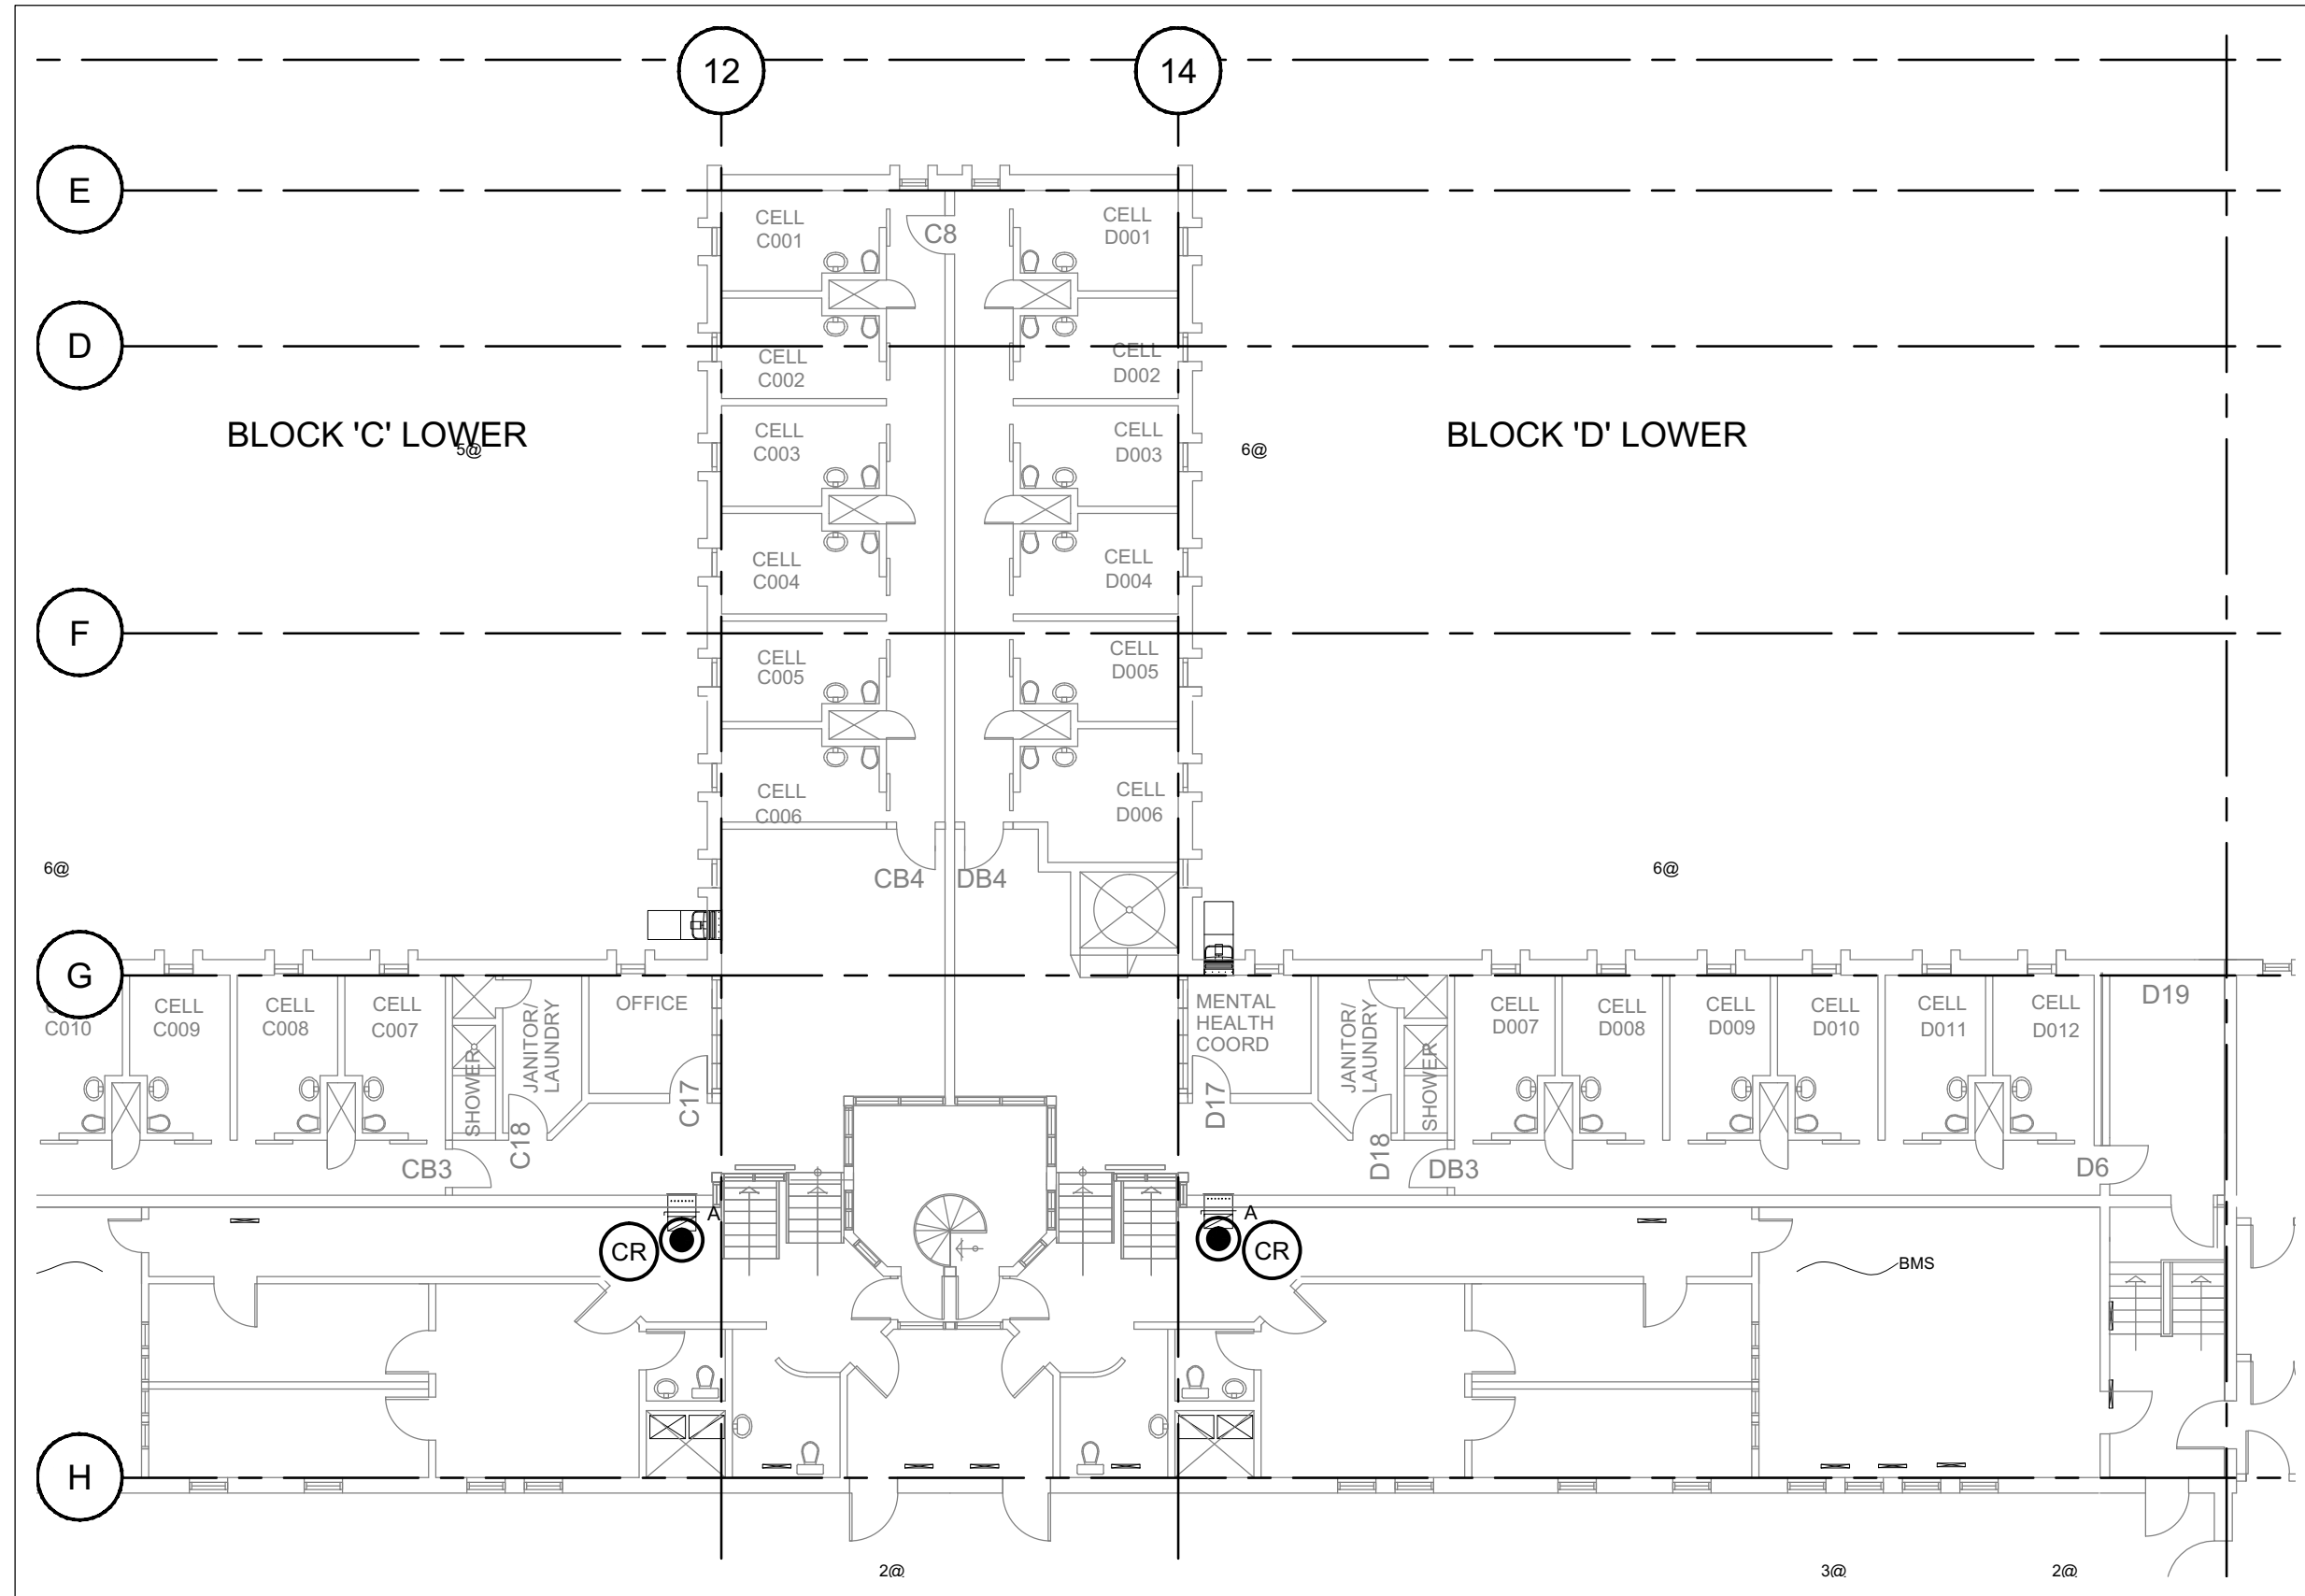 12
14
E
CELL
C001
C8
CELL
D001
D
CELL
C002
CELL
D002
BLOCK 'C' LOWER
5@
CELL
C003
CELL
D003
6@
BLOCK 'D' LOWER
CELL
C004
CELL
D004
F
CELL
C005
CELL
D005
CELL
C006
CELL
D006
6@
CB4
DB4
6@
G
C010
CELL
C009
CELL
C008
CELL
C007
SHOWER
JANITOR/
LAUNDRY
OFFICE
MENTAL
HEALTH
COORD
JANITOR/
LAUNDRY
SHOWER
CELL
D007
CELL
D008
CELL
D009
CELL
D010
CELL
D011
CELL
D012
D19
CB3
C18
C17
D17
D18
DB3
D6
CR
A
A
CR
BMS
H
2@
3@
2@